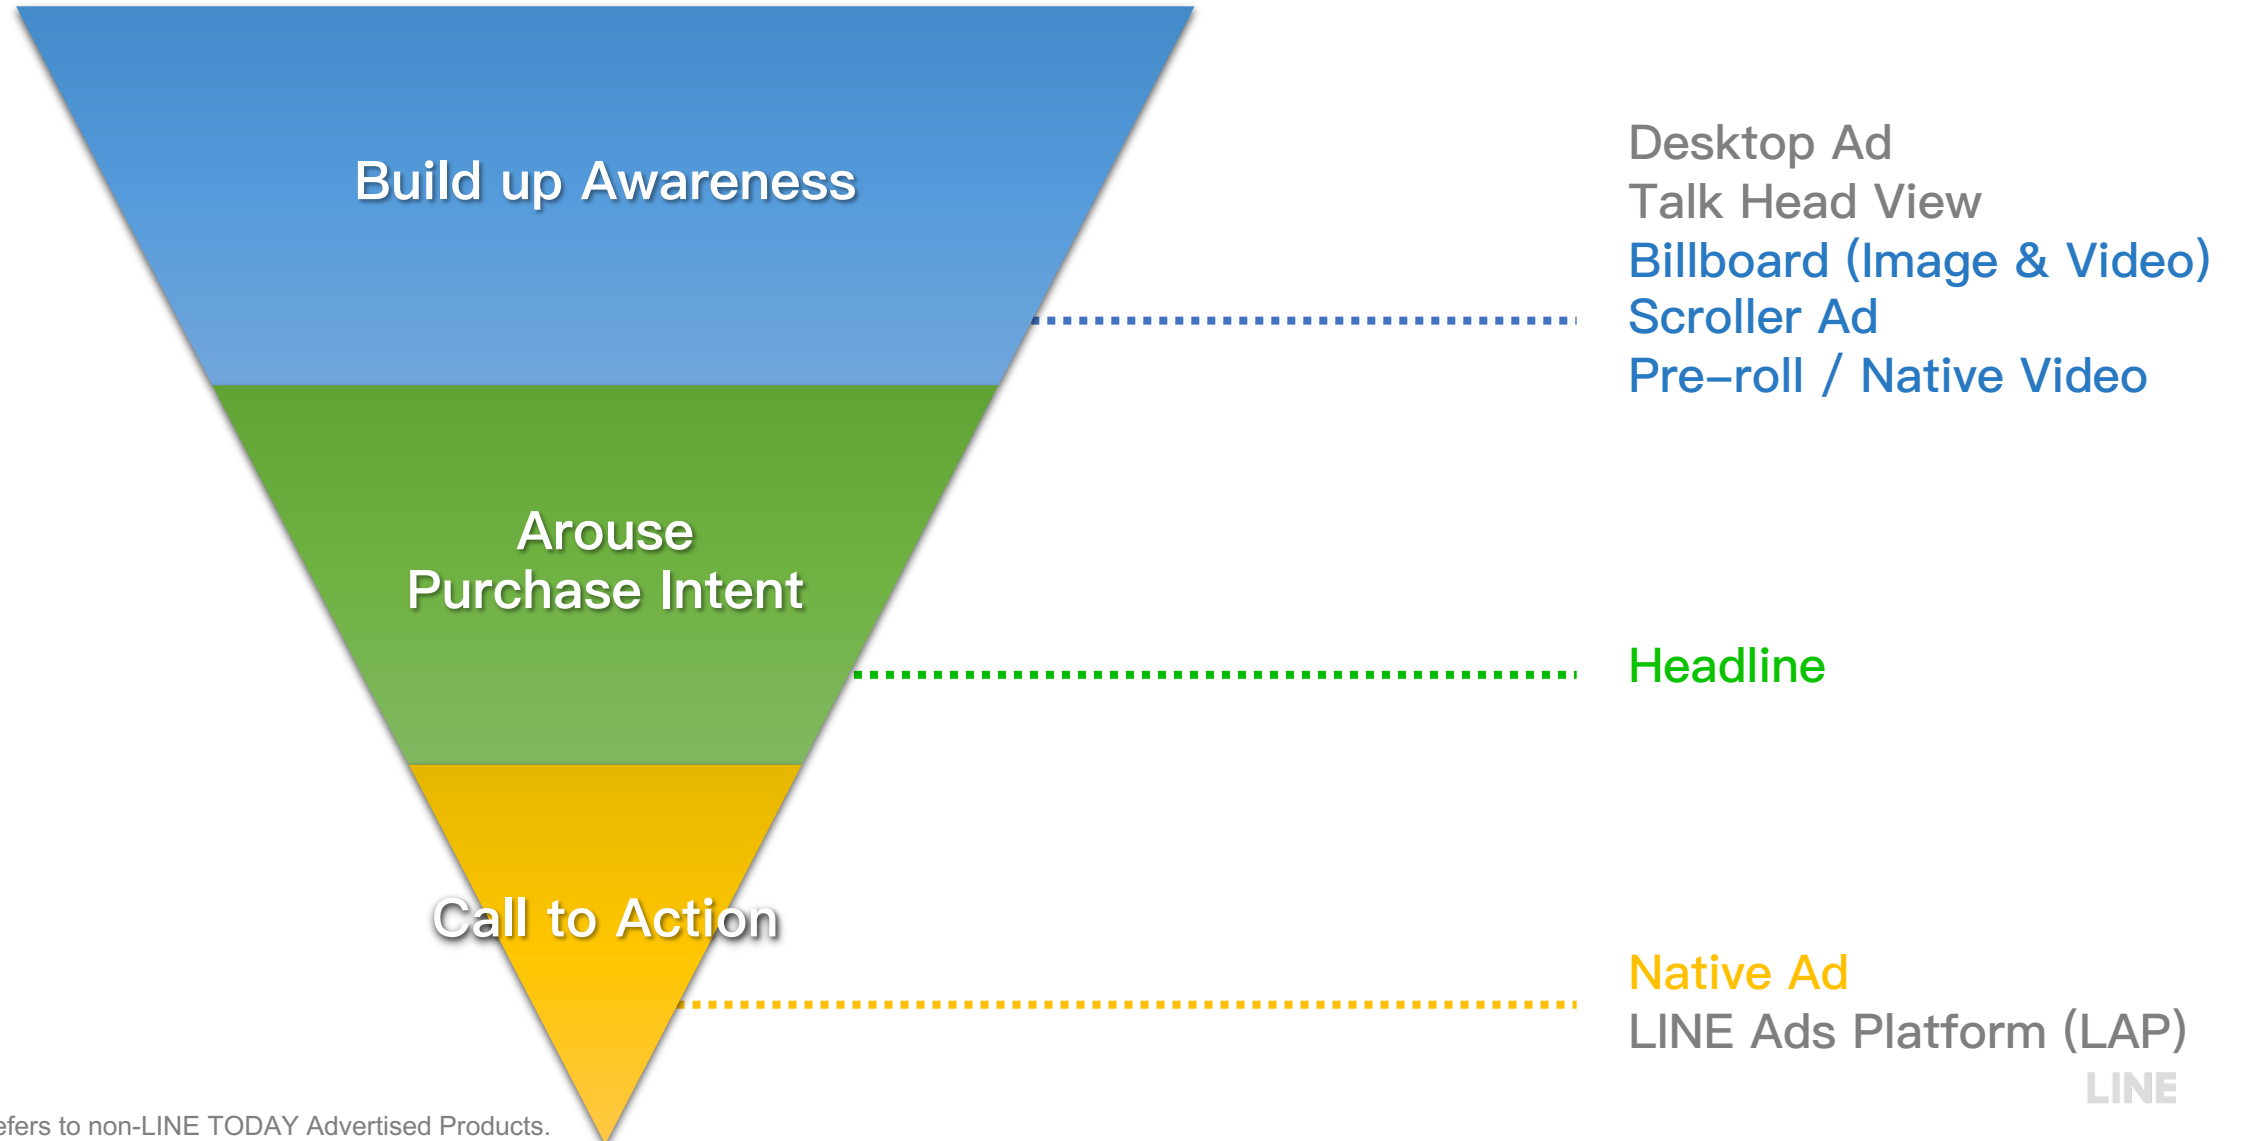 Build up Awareness
Desktop Ad
Talk Head View
Billboard (Image & Video)
Scroller Ad
Pre-roll / Native Video
Arouse
Purchase Intent
Headline
Call to Action
Native Ad
LINE Ads Platform (LAP)
LINE
efers to non-LINE TODAY Advertised Products.